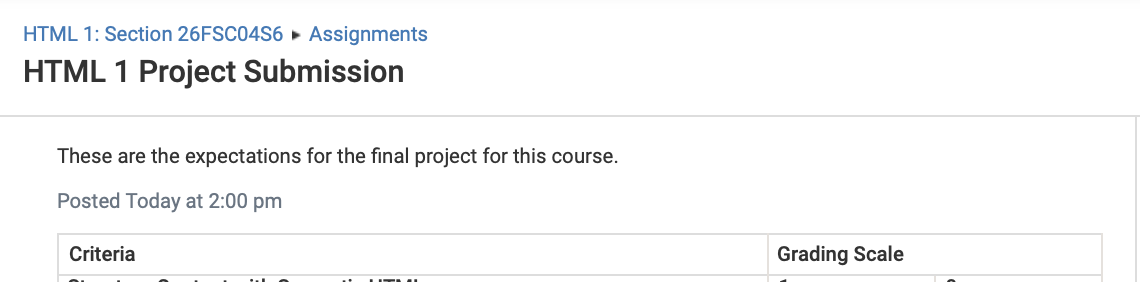 HTML 1: Section 26FSC04S6 ▸ Assignments
HTML 1 Project Submission
These are the expectations for the final project for this course.
Posted Today at 2:00 pm
Criteria Grading Scale